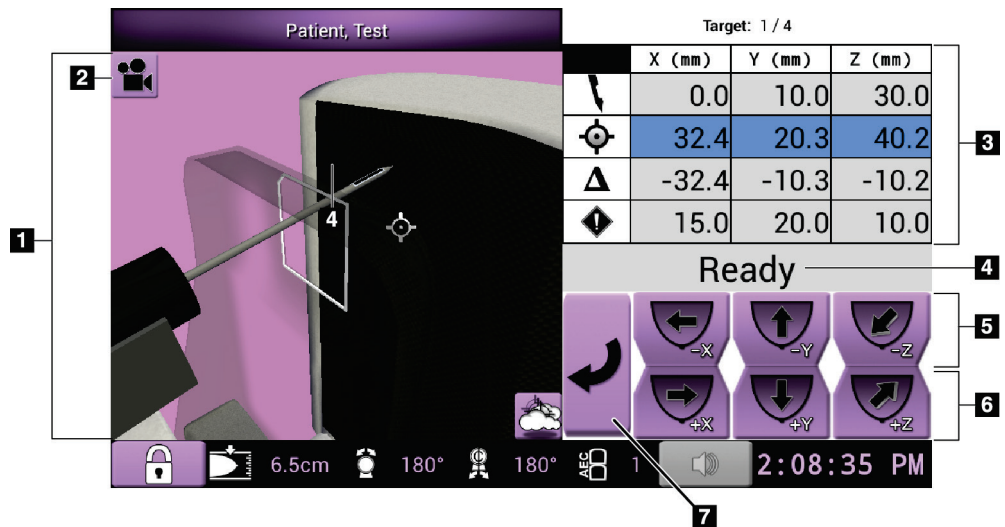 Patient, Test
Target: 1 / 4
1
2
X (mm) Y (mm) Z (mm)
0.0 10.0 30.0
32.4 20.3 40.2
Δ -32.4 -10.3 -10.2
! 15.0 20.0 10.0
3
4
Ready
4
-X -Y -Z
5
+X +Y +Z
6
6.5cm 180° C 180° AEC 1 2:08:35 PM
7